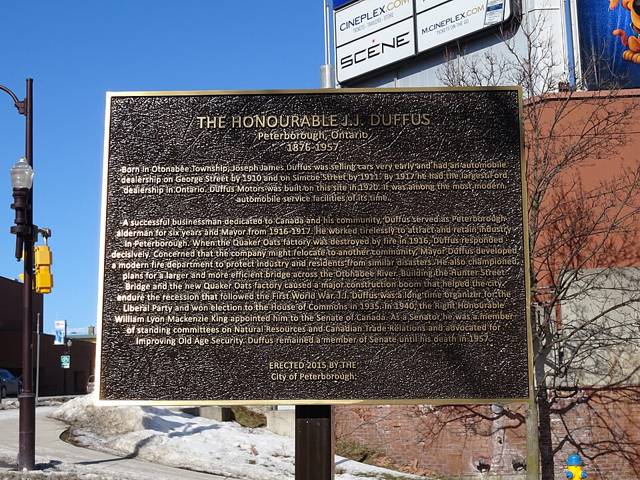 CINEPLEX.COM
TICKETS, TRAILERS, STORE
SCENE
M.CINEPLEX.COM
TICKETS ON THE GO
THE HONOURABLE J.J. DUFFUS
Peterborough, Ontario
1876-1957
Born in Otonabee Township, Joseph James Duffus was selling cars very early and had an automobile
dealership on George Street by 1910 and on Simcoe Street by 1911. By 1917 he had the largest Ford
dealership in Ontario. Duffus Motors was built on this site in 1920. It was among the most modern
automobile service facilities of its time.
A successful businessman dedicated to Canada and his community, Duffus served as Peterborough
alderman for six years and Mayor from 1916-1917. He worked tirelessly to attract and retain industry
in Peterborough. When the Quaker Oats factory was destroyed by fire in 1916, Duffus responded
decisively. Concerned that the company might relocate to another community, Mayor Duffus developed
a modern fire department to protect industry and residents from similar disasters. He also championed
plans for a larger and more efficient bridge across the Otonabee River. Building the Hunter Street
Bridge and the new Quaker Oats factory caused a major construction boom that helped the city
endure the recession that followed the First World War. J.J. Duffus was a long time organizer for the
Liberal Party and won election to the House of Commons in 1935. In 1940, the Right Honourable
William Lyon Mackenzie King appointed him to the Senate of Canada. As a Senator he was a member
of standing committees on Natural Resources and Canadian Trade Relations and advocated for
improving Old Age Security. Duffus remained a member of Senate until his death in 1957.
ERECTED 2015 BY THE
City of Peterborough